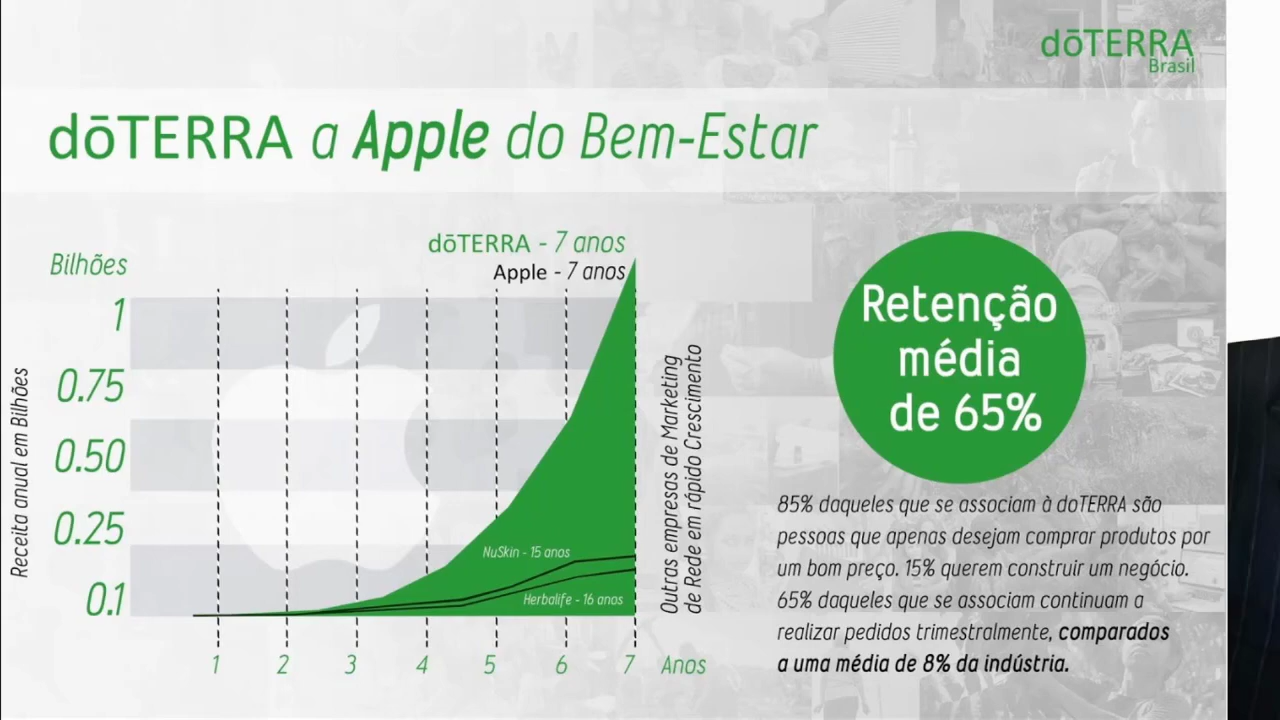 dōTERRA
Brasil
dōTERRA a Apple do Bem-Estar
dōTERRA - 7 anos
Apple - 7 anos
Bilhões
1
0.75
0.50
0.25
0.1
Receita anual em Bilhões
NuSkin - 15 anos
Herbalife - 16 anos
1 2 3 4 5 6 7 Anos
Outras empresas de Marketing
de Rede em rápido Crescimento
Retenção
média
de 65%
85% daqueles que se associam à doTERRA são
pessoas que apenas desejam comprar produtos por
um bom preço. 15% querem construir um negócio.
65% daqueles que se associam continuam a
realizar pedidos trimestralmente, comparados
a uma média de 8% da indústria.